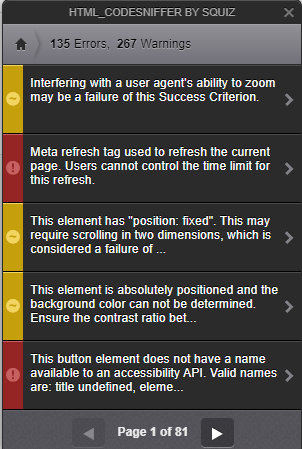 HTML_CODESNIFFER BY SQUIZ
135 Errors, 267 Warnings
Interfering with a user agent's ability to zoom
may be a failure of this Success Criterion.
Meta refresh tag used to refresh the current
page. Users cannot control the time limit for
this refresh.
This element has "position: fixed". This may
require scrolling in two dimensions, which is
considered a failure of ...
This element is absolutely positioned and the
background color can not be determined.
Ensure the contrast ratio bet...
This button element does not have a name
available to an accessibility API. Valid names
are: title undefined, eleme...
Page 1 of 81